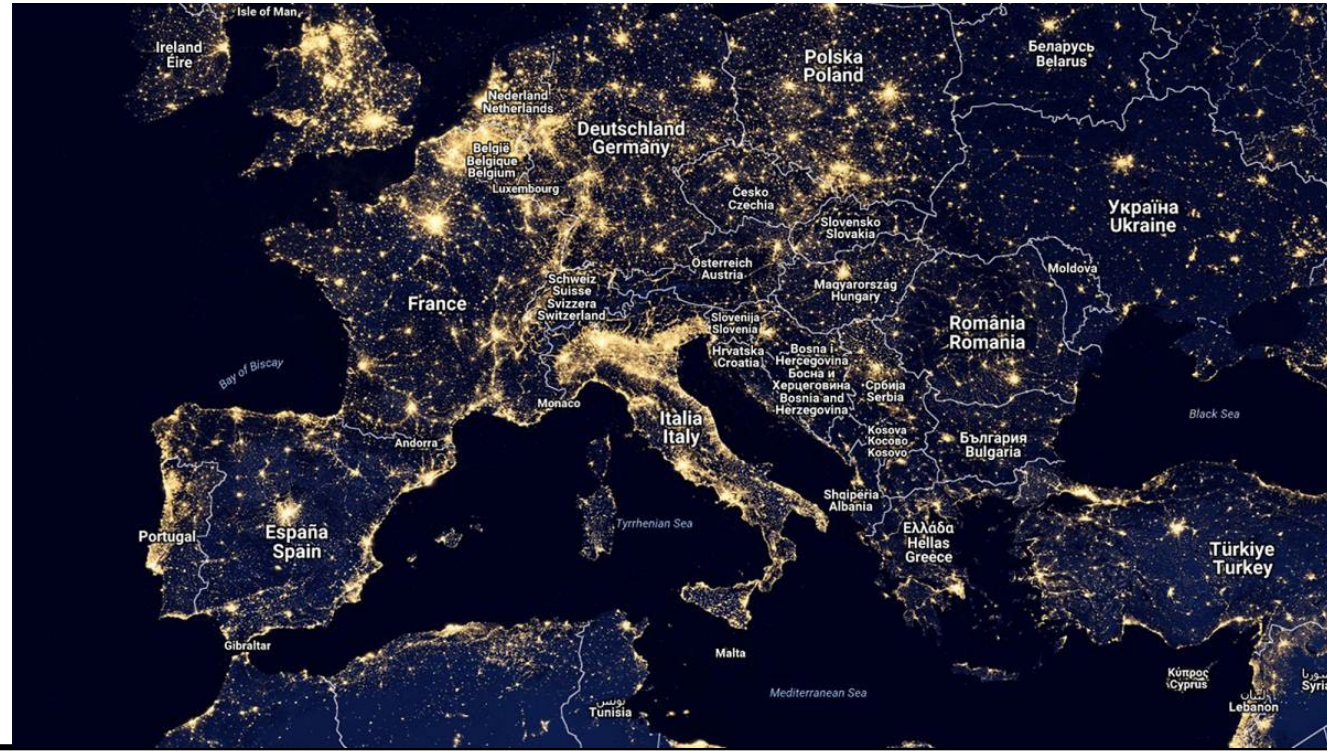 Isle of Man
Ireland
Éire
Nederland
Netherlands
België
Belgique
Belgium
Luxembourg
Deutschland
Germany
Polska
Poland
Беларусь
Belarus
Česko
Czechia
Slovensko
Slovakia
Україна
Ukraine
Österreich
Austria
Magyarország
Hungary
Moldova
Schweiz
Suisse
Svizzera
Switzerland
France
Slovenija
Slovenia
Hrvatska
Croatia
România
Romania
Bosna i
Hercegovina
Босна и
Херцеговина
Bosnia and
Herzegovina
Србија
Serbia
Bay of Biscay
Monaco
Andorra
Italia
Italy
Kosova
Косово
Kosovo
България
Bulgaria
Black Sea
Shqipëria
Albania
Portugal
España
Spain
Tyrrhenian Sea
Ελλάδα
Hellas
Greece
Türkiye
Turkey
Gibraltar
Malta
Mediterranean Sea
تونس
Tunisia
Κύπρος
Cyprus
لبنان
Lebanon